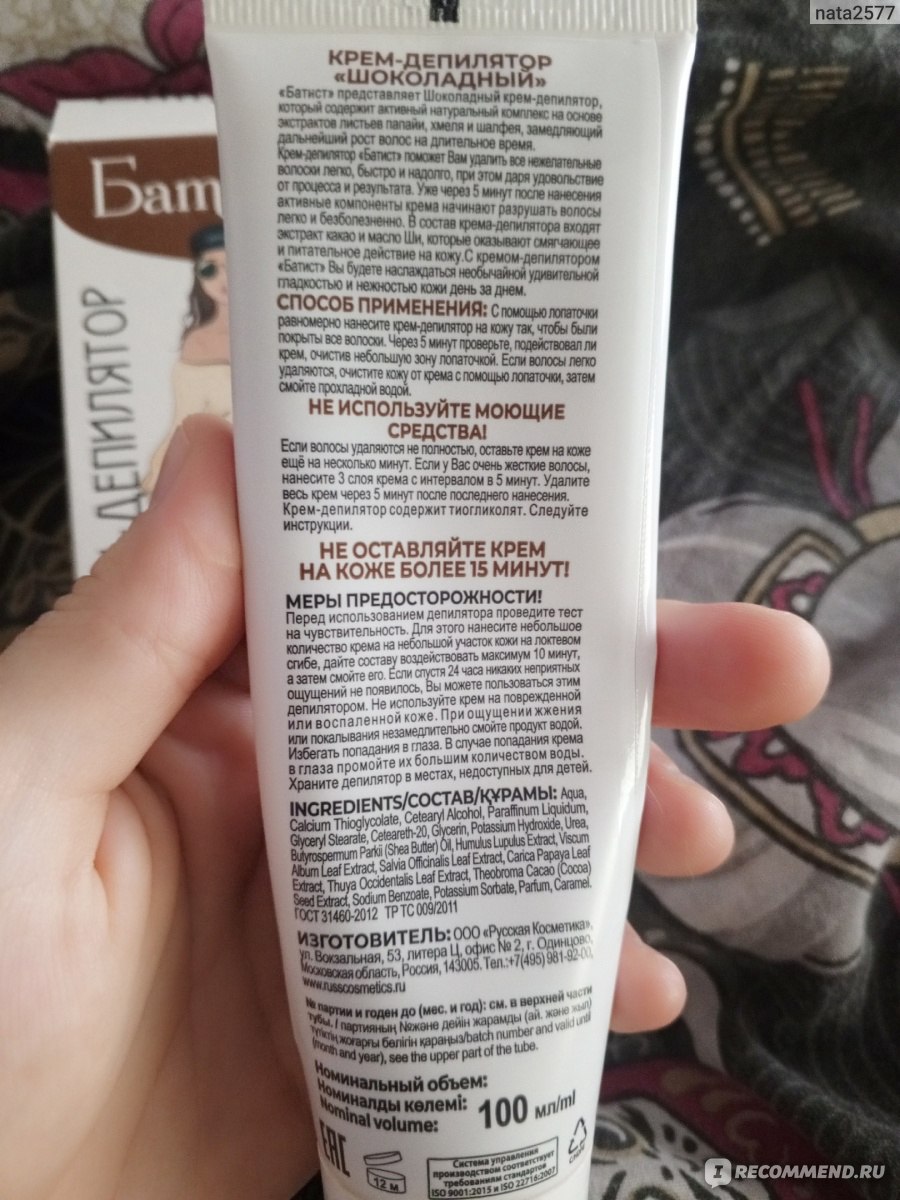 nata2577
КРЕМ-ДЕПИЛЯТОР
«ШОКОЛАДНЫЙ»
«Батист» представляет Шоколадный крем-депилятор,
который содержит активный натуральный комплекс на основе
экстрактов листьев папайи, хмеля и шалфея, замедляющий
дальнейший рост волос на длительное время.
Крем-депилятор «Батист» поможет Вам удалить все нежелательные
волоски легко, быстро и надолго, при этом даря удовольствие
от процесса и результата. Уже через 5 минут после нанесения
активные компоненты крема начинают разрушать волосы
легко и безболезненно. В состав крема-депилятора входят
экстракт какао и масло Ши, которые оказывают смягчающее
и питательное действие на кожу.С кремом-депилятором
«Батист» Вы будете наслаждаться необычайной удивительной
гладкостью и нежностью кожи день за днем.
СПОСОБ ПРИМЕНЕНИЯ: С помощью лопаточки
равномерно нанесите крем-депилятор на кожу так, чтобы были
покрыты все волоски. Через 5 минут проверьте, подействовал ли
крем, очистив небольшую зону лопаточкой. Если волосы легко
удаляются, очистите кожу от крема с помощью лопаточки, затем
смойте прохладной водой.
НЕ ИСПОЛЬЗУЙТЕ МОЮЩИЕ
СРЕДСТВА!
Если волосы удаляются не полностью, оставьте крем на коже
ещё на несколько минут. Если у Вас очень жесткие волосы,
нанесите 3 слоя крема с интервалом в 5 минут. Удалите
весь крем через 5 минут после последнего нанесения.
Крем-депилятор содержит тиогликолят. Следуйте
инструкции.
НЕ ОСТАВЛЯЙТЕ КРЕМ
НА КОЖЕ БОЛЕЕ 15 МИНУТ!
МЕРЫ ПРЕДОСТОРОЖНОСТИ!
Перед использованием депилятора проведите тест
на чувствительность. Для этого нанесите небольшое
количество крема на небольшой участок кожи на локтевом
сгибе, дайте составу воздействовать максимум 10 минут,
а затем смойте его. Если спустя 24 часа никаких неприятных
ощущений не появилось, Вы можете пользоваться этим
депилятором. Не используйте крем на поврежденной
или воспаленной коже. При ощущении жжения
или покалывания незамедлительно смойте продукт водой.
Избегать попадания в глаза. В случае попадания крема
в глаза промойте их большим количеством воды.
Храните депилятор в местах, недоступных для детей.
INGREDIENTS/СОСТАВ/ҚҰРАМЫ: Aqua,
Calcium Thioglycolate, Cetearyl Alcohol, Paraffinum Liquidum,
Glyceryl Stearate, Ceteareth-20, Glycerin, Potassium Hydroxide, Urea,
Butyrospermum Parkii (Shea Butter) Oil, Humulus Lupulus Extract, Viscum
Album Leaf Extract, Salvia Officinalis Leaf Extract, Carica Papaya Leaf
Extract, Thuya Occidentalis Leaf Extract, Theobroma Cacao (Cocoa)
Seed Extract, Sodium Benzoate, Potassium Sorbate, Parfum, Caramel.
ГОСТ 31460-2012 ТР ТС 009/2011
ИЗГОТОВИТЕЛЬ: ООО «Русская Косметика»,
ул. Вокзальная, 53, литера Ц, офис № 2, г. Одинцово,
Московская область, Россия, 143005. Тел.:+7(495) 981-92-00,
www.russcosmetics.ru
№ партии и годен до (мес. и год): см. в верхней части
тубы. / партияның №және дейін жарамды (ай. және жыл)
түтіктің жоғарғы бөлігін қараңыз/batch number and valid until
(month and year), see the upper part of the tube.
Номинальный объем:
Номиналды көлемі:
Nominal volume:
100 мл/ml
EAC
12 м
Система управления
производством соответствует
требованиям стандартов
ISO 9001:2015 и ISO 22716:2007
Бат
ДЕПИЛЯТОР
IRECOMMEND.RU